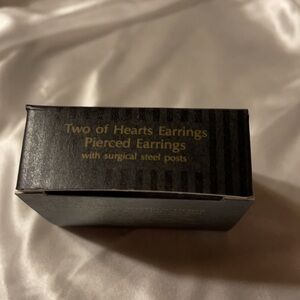 Two of Hearts Earrings
Pierced Earrings
with surgical steel posts